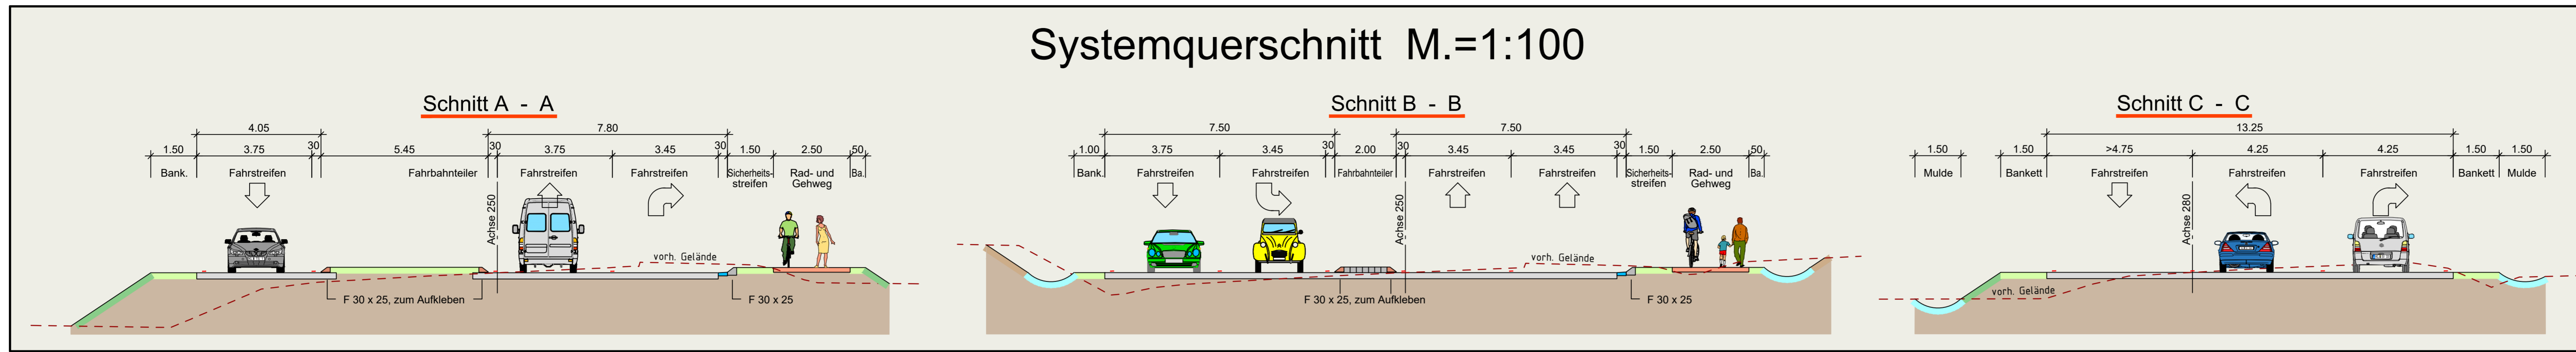 Systemquerschnitt M.=1:100
Schnitt A - A
4.05
7.80
1.50
3.75
30
5.45
30
3.75
3.45
30
1.50
2.50
50
Bank.
Fahrstreifen
Fahrbahnteiler
Fahrstreifen
Fahrstreifen
Sicherheits-
streifen
Rad- und
Gehweg
Ba.
Achse 250
vorh. Gelände
F 30 x 25, zum Aufkleben
F 30 x 25
Schnitt B - B
7.50
7.50
1.00
3.75
3.45
30
2.00
30
3.45
3.45
30
1.50
2.50
50
Bank.
Fahrstreifen
Fahrstreifen
Fahrbahnteiler
Fahrstreifen
Fahrstreifen
Sicherheits-
streifen
Rad- und
Gehweg
Ba.
Achse 250
vorh. Gelände
F 30 x 25, zum Aufkleben
F 30 x 25
Schnitt C - C
13.25
1.50
1.50
>4.75
4.25
4.25
1.50
1.50
Mulde
Bankett
Fahrstreifen
Fahrstreifen
Fahrstreifen
Bankett
Mulde
Achse 280
vorh. Gelände